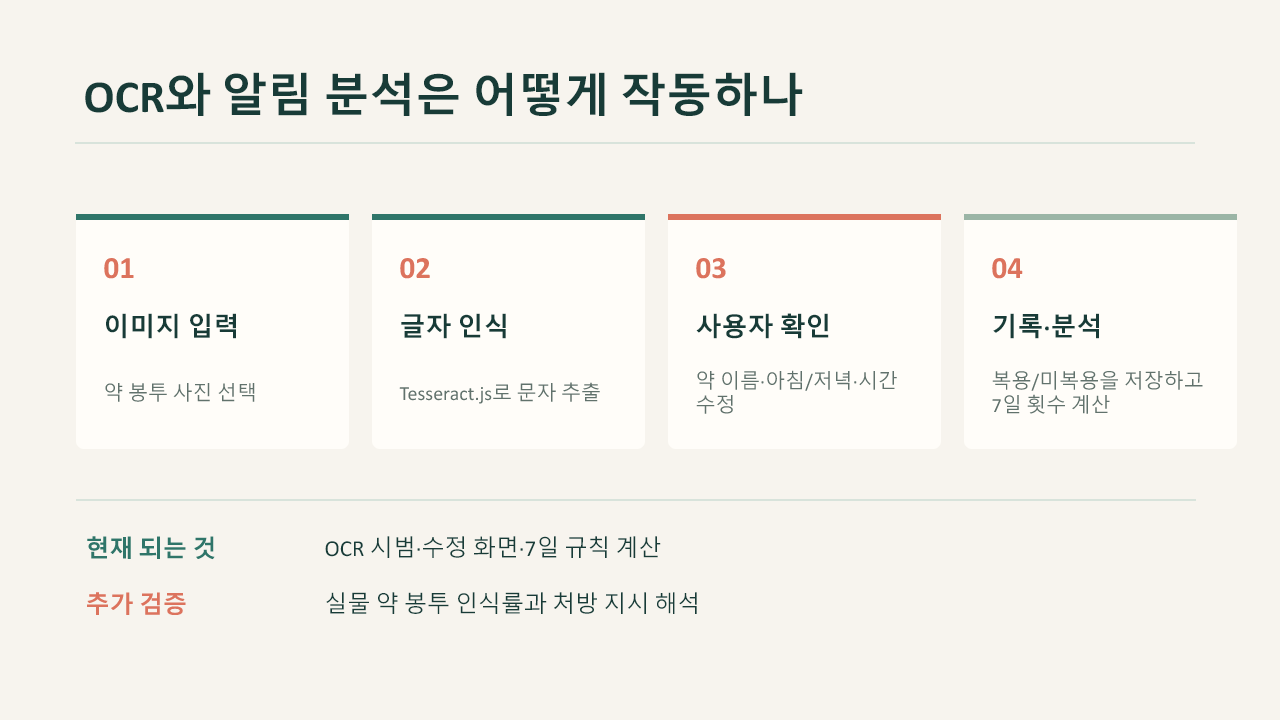 OCR와 알림 분석은 어떻게 작동하나
01
이미지 입력
약 봉투 사진 선택
02
글자 인식
Tesseract.js로 문자 추출
03
사용자 확인
약 이름·아침/저녁·시간
수정
04
기록·분석
복용/미복용을 저장하고
7일 횟수 계산
현재 되는 것
OCR 시범·수정 화면·7일 규칙 계산
추가 검증
실물 약 봉투 인식률과 처방 지시 해석